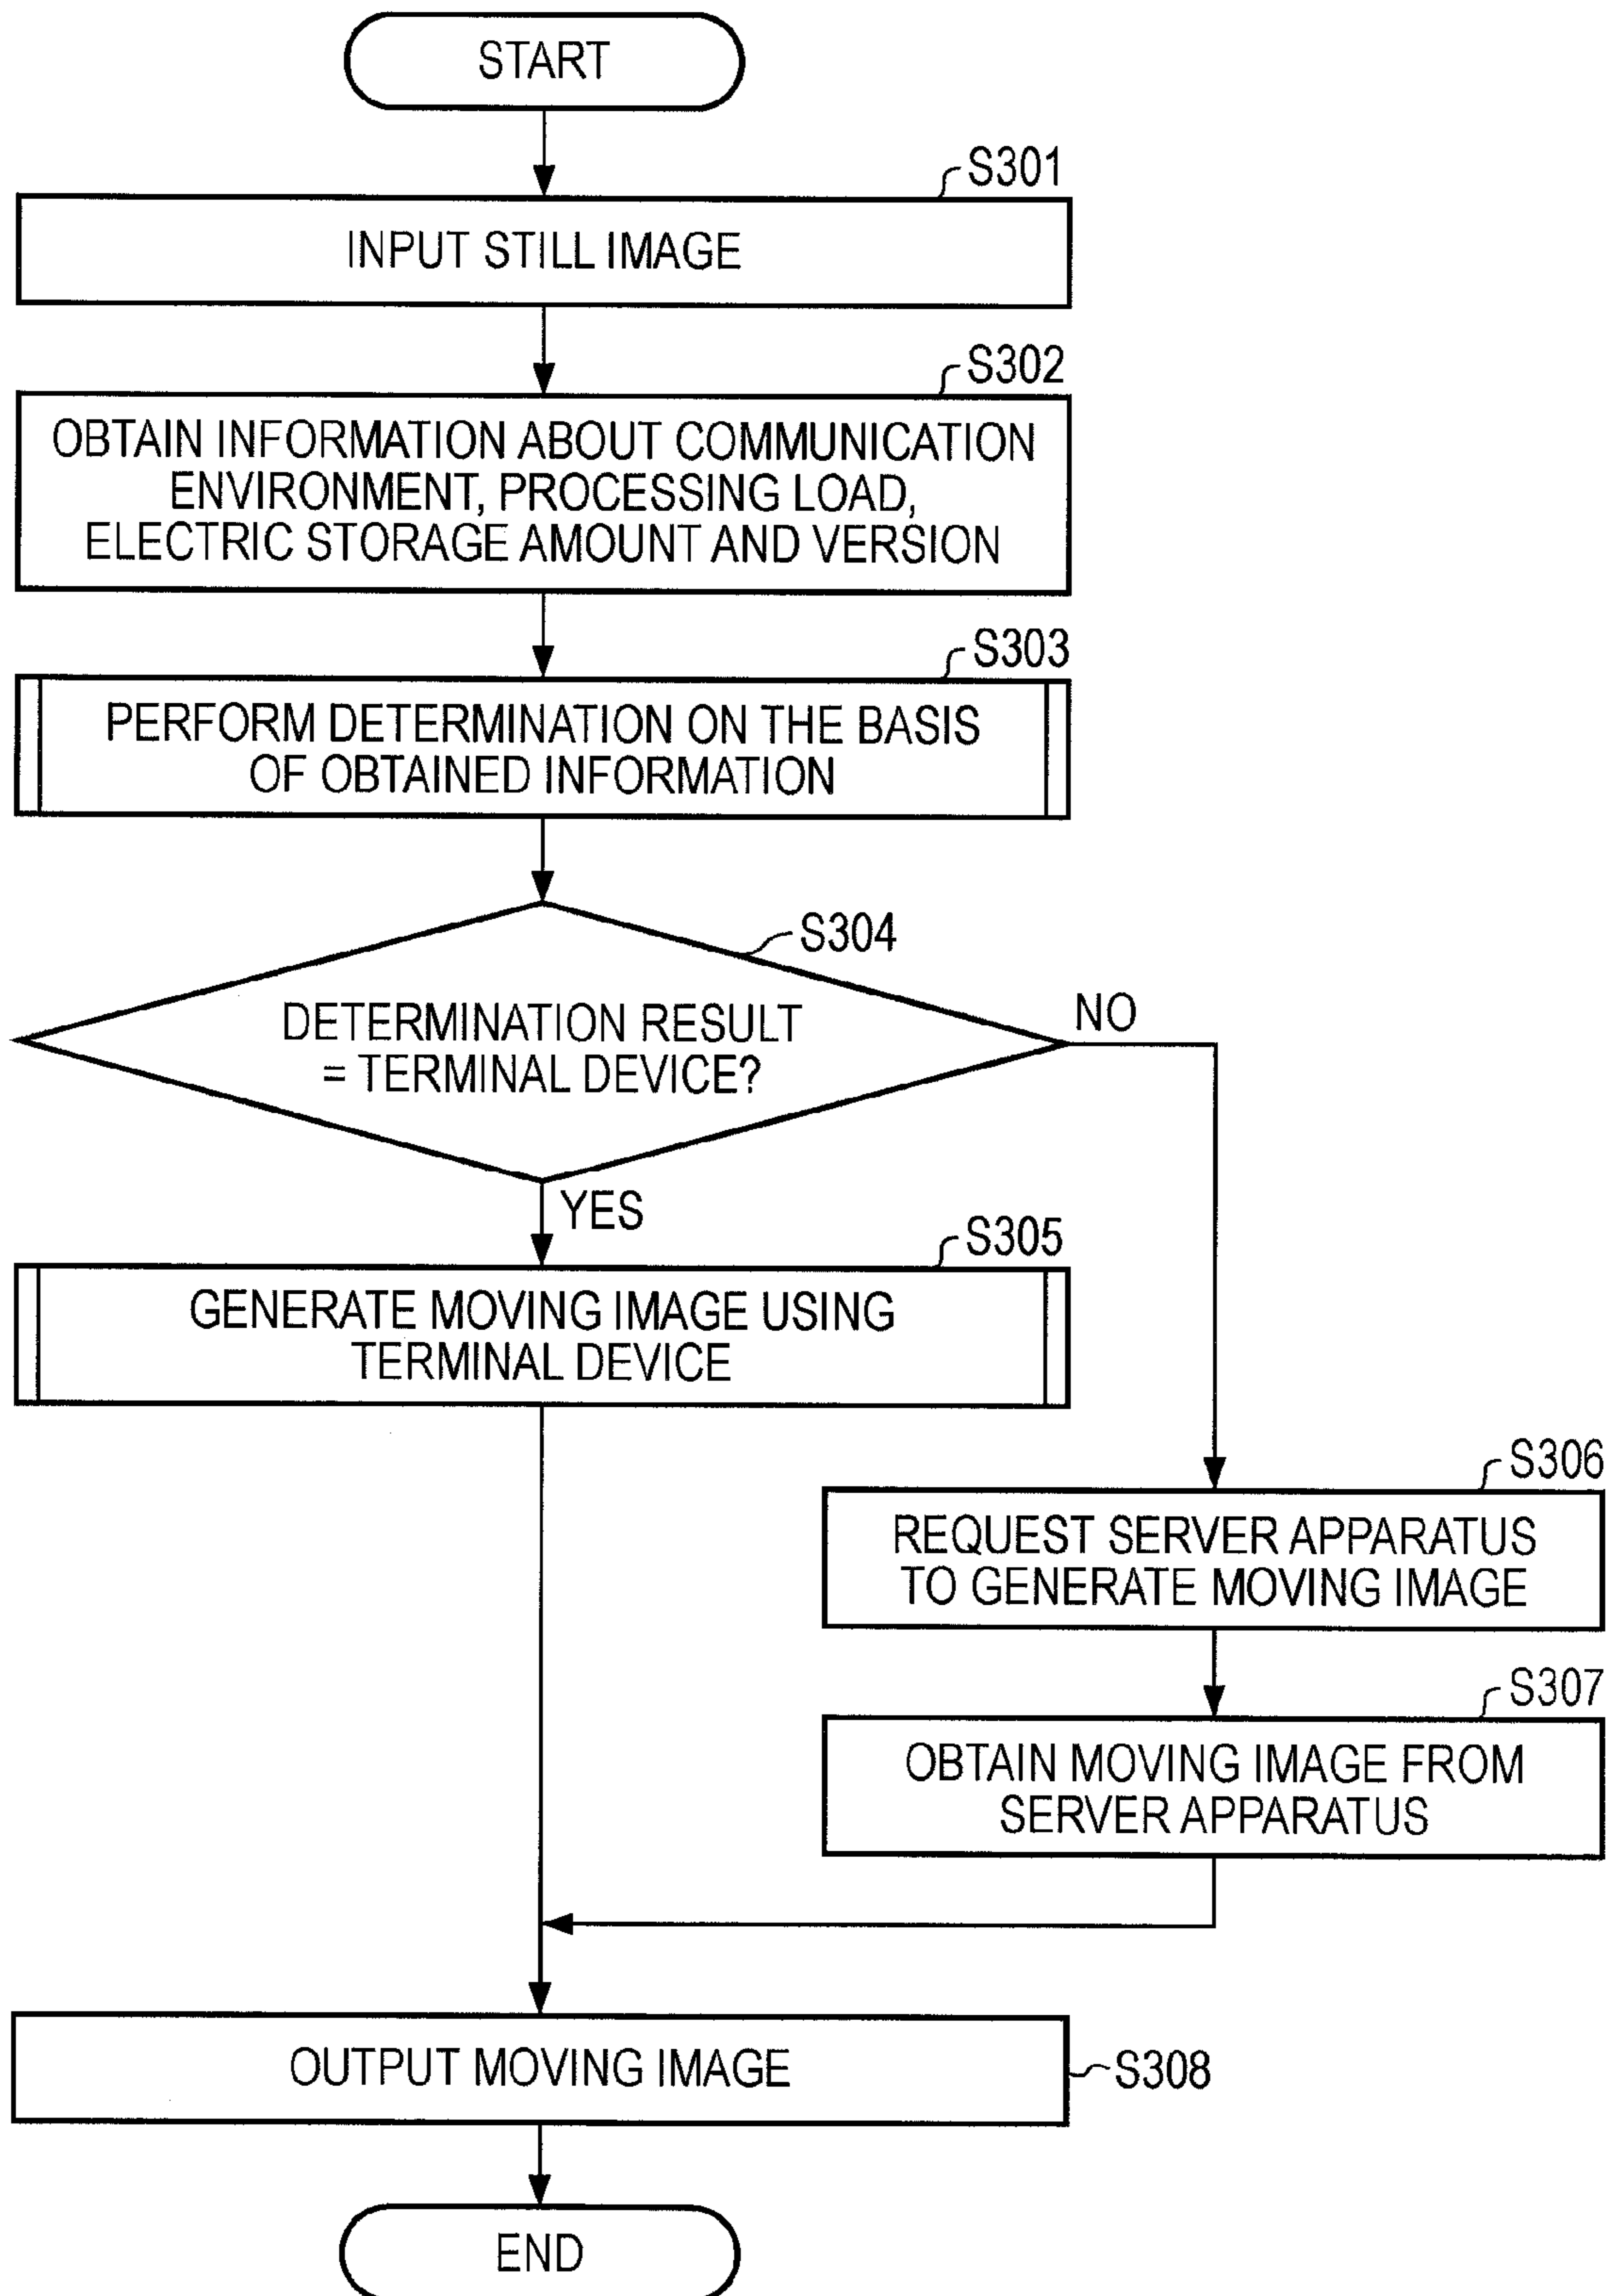 START
S301
INPUT STILL IMAGE
S302
OBTAIN INFORMATION ABOUT COMMUNICATION
ENVIRONMENT, PROCESSING LOAD,
ELECTRIC STORAGE AMOUNT AND VERSION
S303
PERFORM DETERMINATION ON THE BASIS
OF OBTAINED INFORMATION
S304
DETERMINATION RESULT
= TERMINAL DEVICE?
NO
YES
S305
GENERATE MOVING IMAGE USING
TERMINAL DEVICE
S306
REQUEST SERVER APPARATUS
TO GENERATE MOVING IMAGE
S307
OBTAIN MOVING IMAGE FROM
SERVER APPARATUS
OUTPUT MOVING IMAGE
S308
END